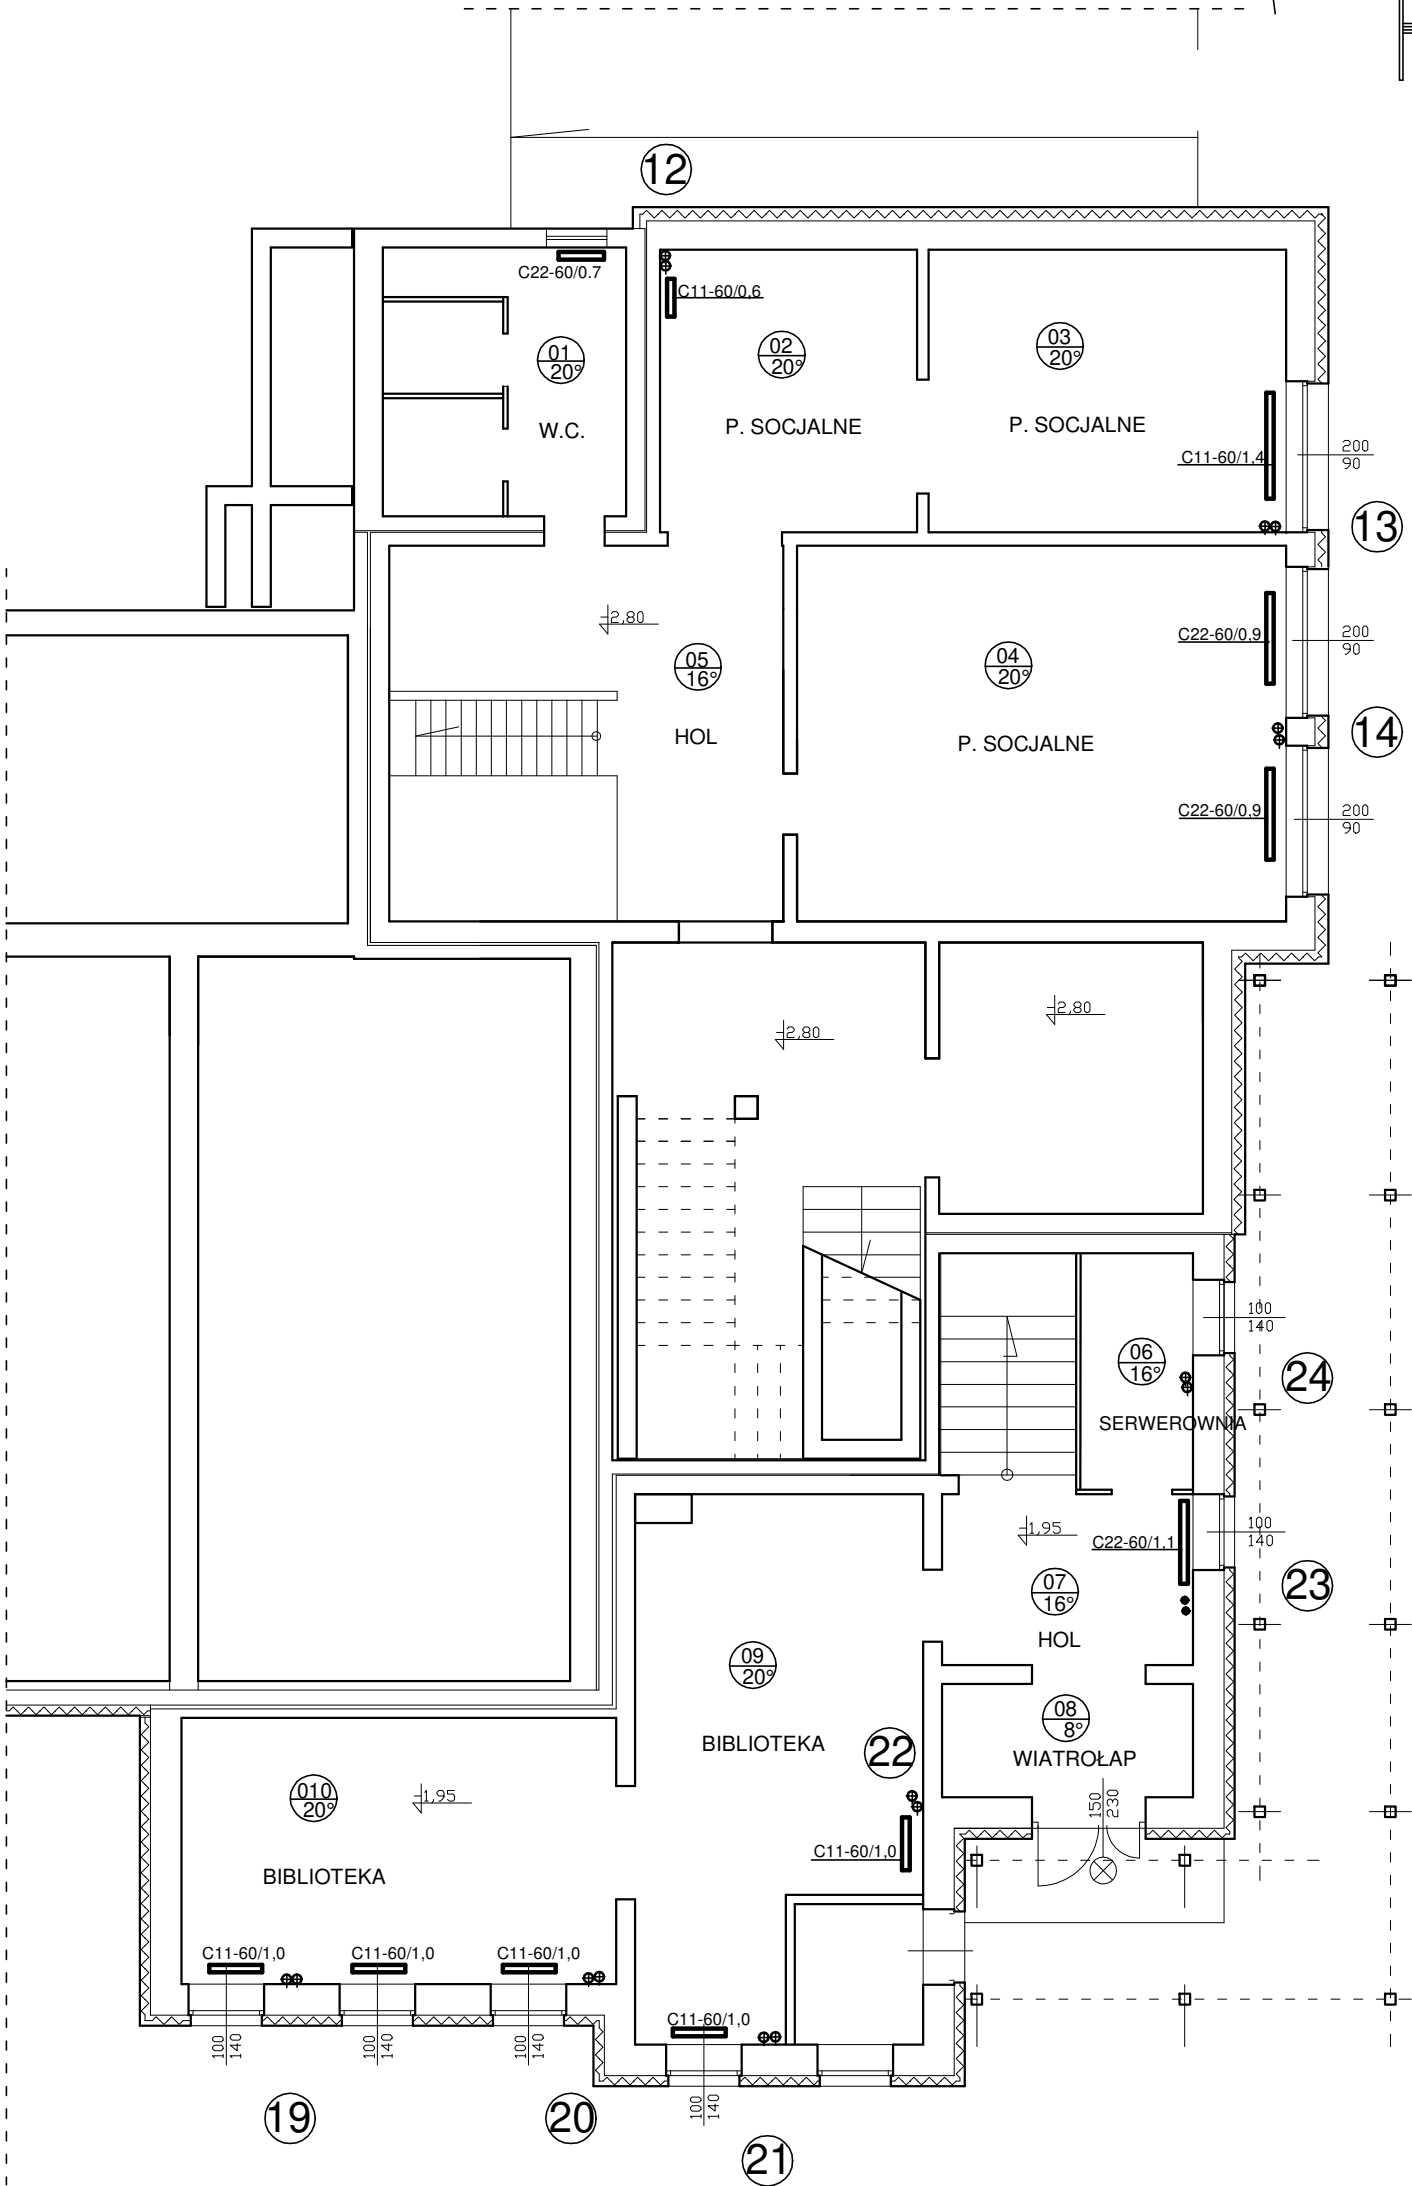 12
C22-60/0.7
C11-60/0,6
01
20°
W.C.
02
20°
P. SOCJALNE
03
20°
P. SOCJALNE
C11-60/1,4
200
90
13
-2,80
05
16°
HOL
04
20°
P. SOCJALNE
C22-60/0,9
200
90
14
C22-60/0,9
200
90
-2,80
-2,80
100
140
06
16°
SERWEROWNIA
24
-1,95
C22-60/1,1
100
140
07
16°
HOL
23
09
20°
BIBLIOTEKA
22
08
8°
WIATROŁAP
150
230
010
20°
-1,95
BIBLIOTEKA
C11-60/1,0
C11-60/1,0
C11-60/1,0
C11-60/1,0
C11-60/1,0
100
140
100
140
100
140
100
140
19
20
21